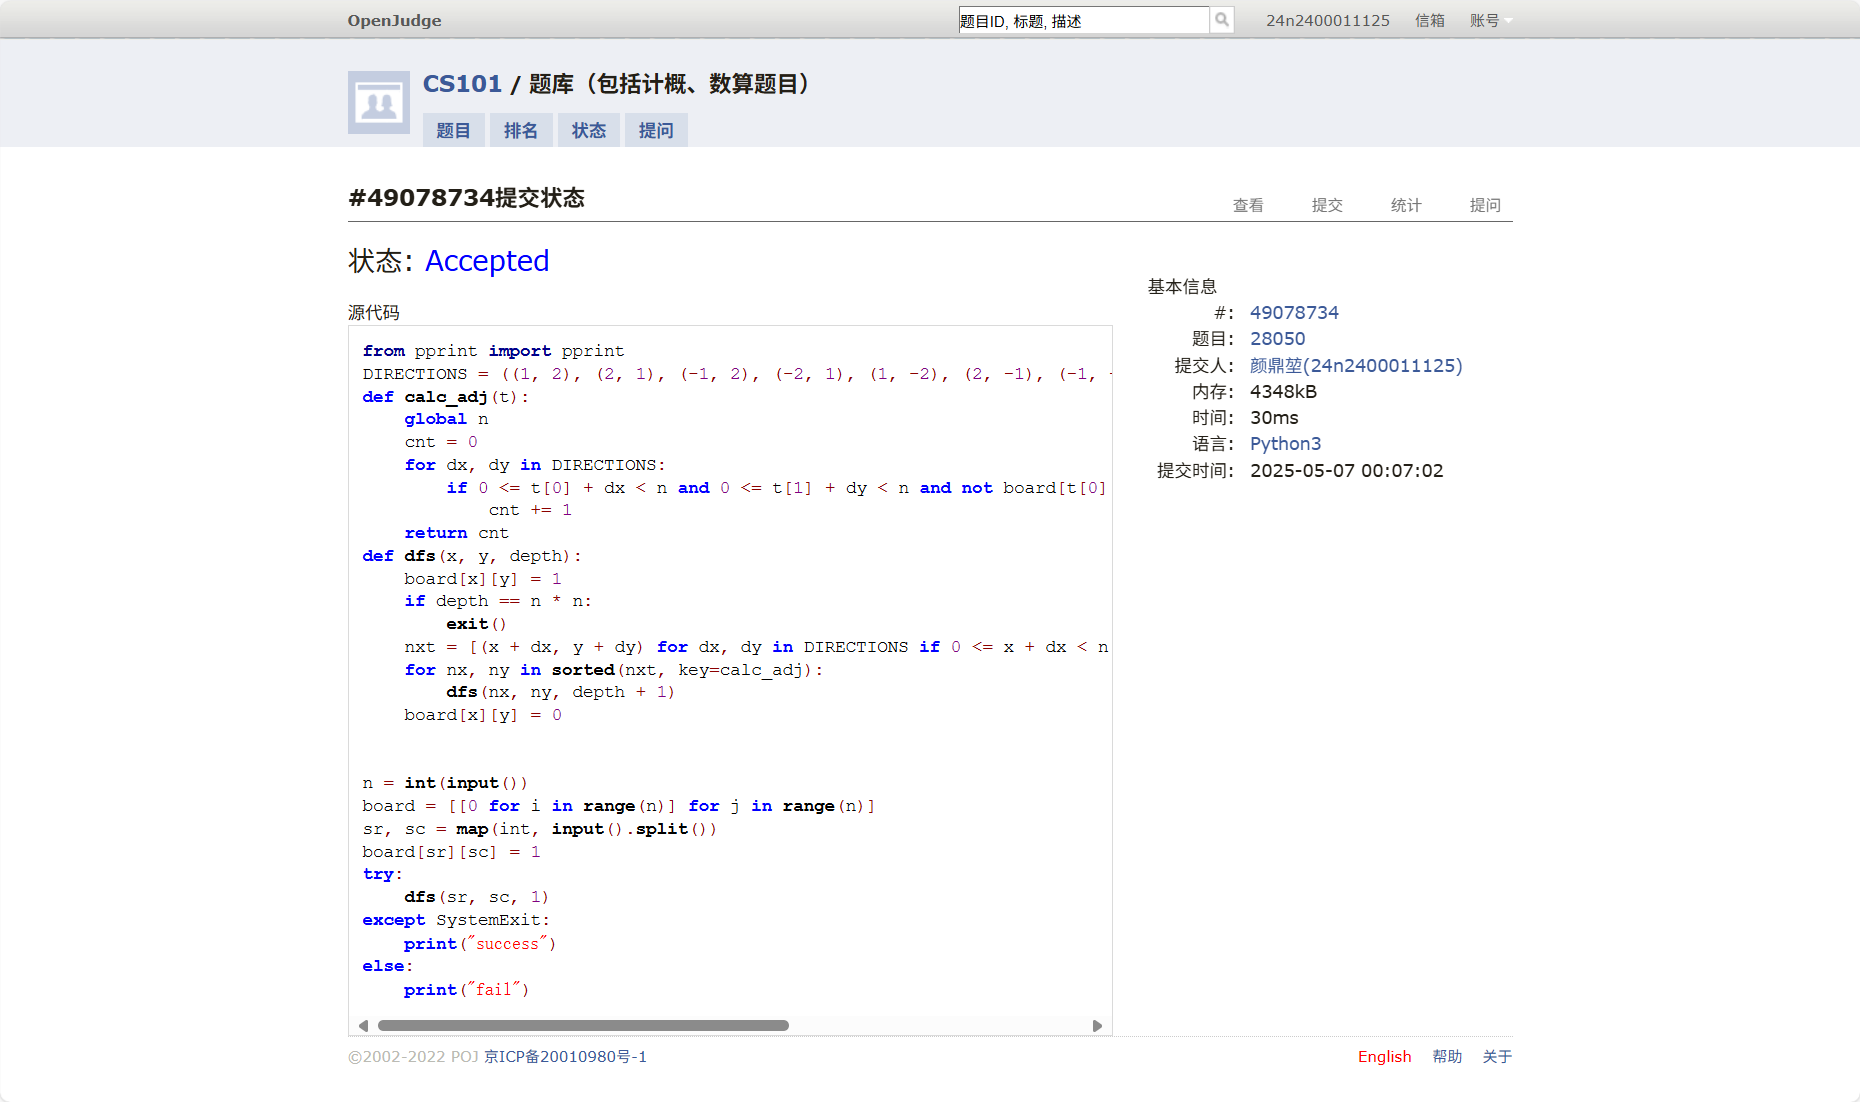 OpenJudge
题目ID, 标题, 描述
24n2400011125 信箱 账号
CS101 / 题库（包括计概、数算题目）
题目 排名 状态 提问
#49078734提交状态
查看 提交 统计 提问
状态: Accepted
源代码
from pprint import pprint
DIRECTIONS = ((1, 2), (2, 1), (-1, 2), (-2, 1), (1, -2), (2, -1), (-1, -
def calc_adj(t):
    global n
    cnt = 0
    for dx, dy in DIRECTIONS:
        if 0 <= t[0] + dx < n and 0 <= t[1] + dy < n and not board[t[0]
            cnt += 1
    return cnt
def dfs(x, y, depth):
    board[x][y] = 1
    if depth == n * n:
        exit()
    nxt = [(x + dx, y + dy) for dx, dy in DIRECTIONS if 0 <= x + dx < n
    for nx, ny in sorted(nxt, key=calc_adj):
        dfs(nx, ny, depth + 1)
    board[x][y] = 0
n = int(input())
board = [[0 for i in range(n)] for j in range(n)]
sr, sc = map(int, input().split())
board[sr][sc] = 1
try:
    dfs(sr, sc, 1)
except SystemExit:
    print("success")
else:
    print("fail")
基本信息
#: 49078734
题目: 28050
提交人: 颜鼎堃(24n2400011125)
内存: 4348kB
时间: 30ms
语言: Python3
提交时间: 2025-05-07 00:07:02
©2002-2022 POJ 京ICP备20010980号-1
English 帮助 关于